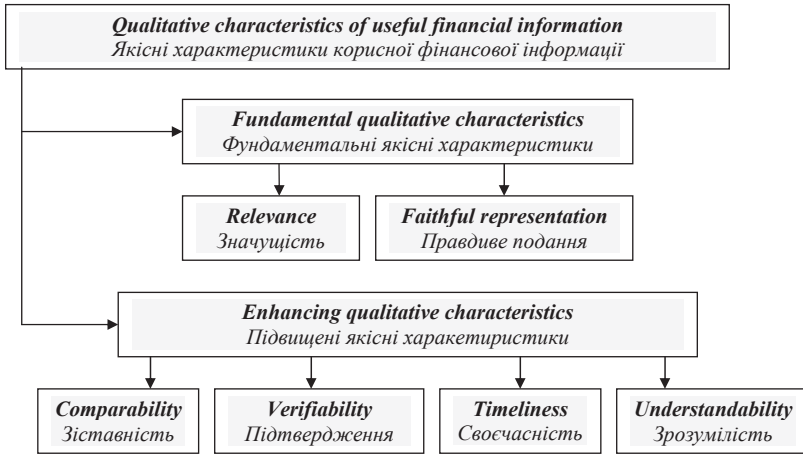 Qualitative characteristics of useful financial information
Якісні характеристики корисної фінансової інформації
Fundamental qualitative characteristics
Фундаментальні якісні характеристики
Relevance
Значущість
Faithful representation
Правдиве подання
Enhancing qualitative characteristics
Підвищені якісні харакетиристики
Comparability
Зіставність
Verifiability
Підтвердження
Timeliness
Своєчасність
Understandability
Зрозумілість